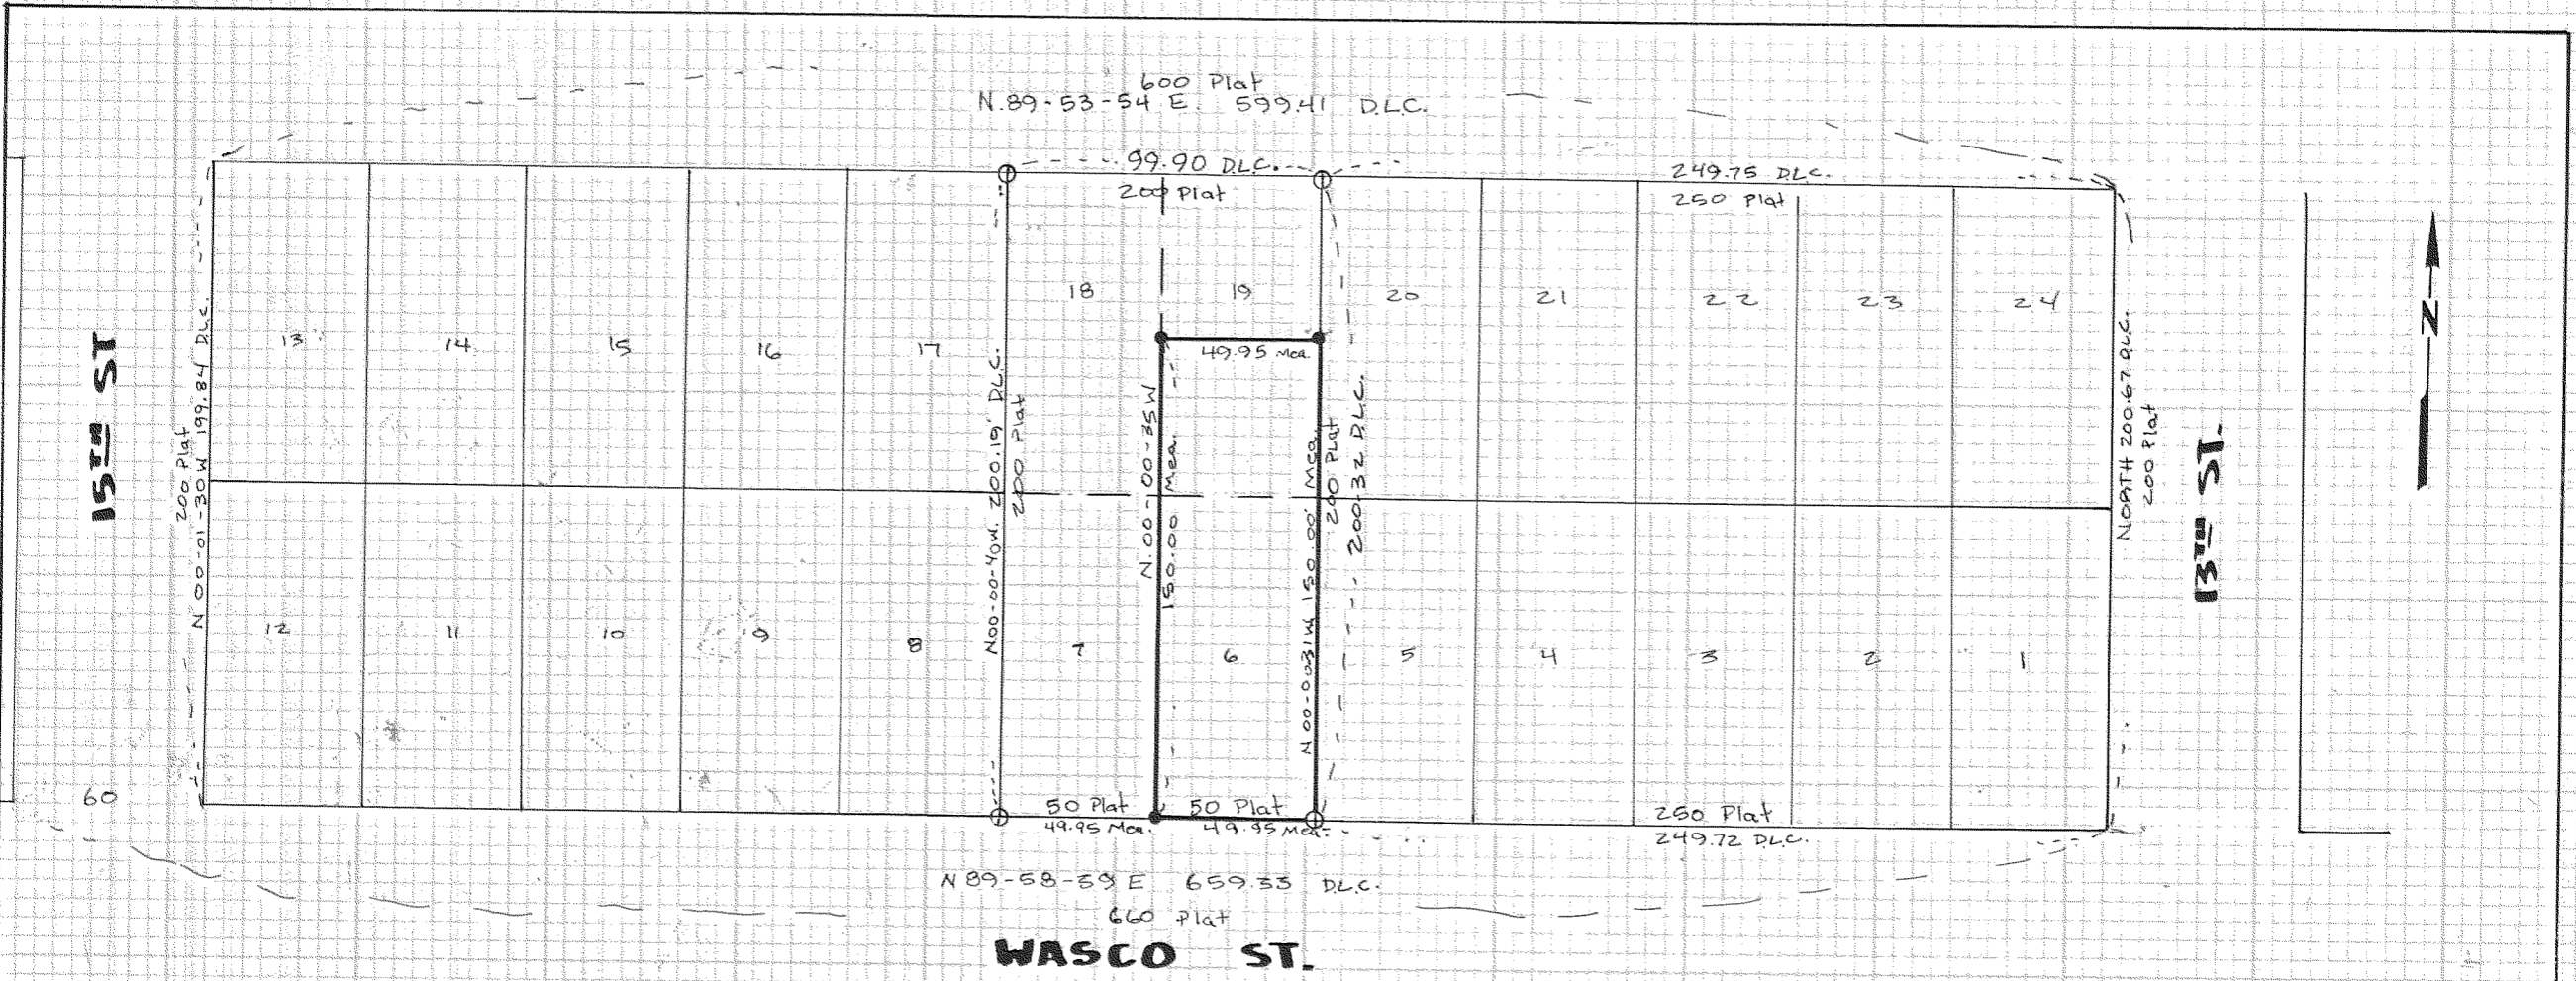 600 Plat
N.89-53-54 E. 599.41 D.L.C.
99.90 D.L.C.
200 Plat
249.75 D.L.C.
250 Plat
13
14
15
16
17
18
19
20
21
22
23
24
49.95 Mea.
15TH ST
200 Plat
N 00-01-30W 199.84 D.L.C.
N.00-00-40W. 200.19' D.L.C.
200 Plat
N.00-00-35W
150.00 Mea.
N 00-00-31W 150.00' Mea.
200 Plat
200.32 D.L.C.
NORTH 200.67 D.L.C.
200 Plat
13TH ST.
N
12
11
10
9
8
7
6
5
4
3
2
1
60
50 Plat
49.95 Mea.
50 Plat
49.95 Mea.
250 Plat
249.72 D.L.C.
N 89-58-59 E 659.33 D.L.C.
660 Plat
WASCO ST.